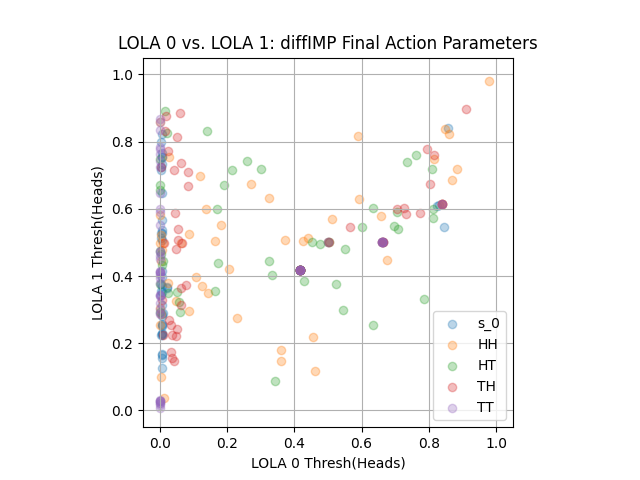 LOLA 0 vs. LOLA 1: diffIMP Final Action Parameters
1.0
0.8
0.6
0.4
0.2
0.0
LOLA 1 Thresh(Heads)
s_0
HH
HT
TH
TT
0.0 0.2 0.4 0.6 0.8 1.0
LOLA 0 Thresh(Heads)